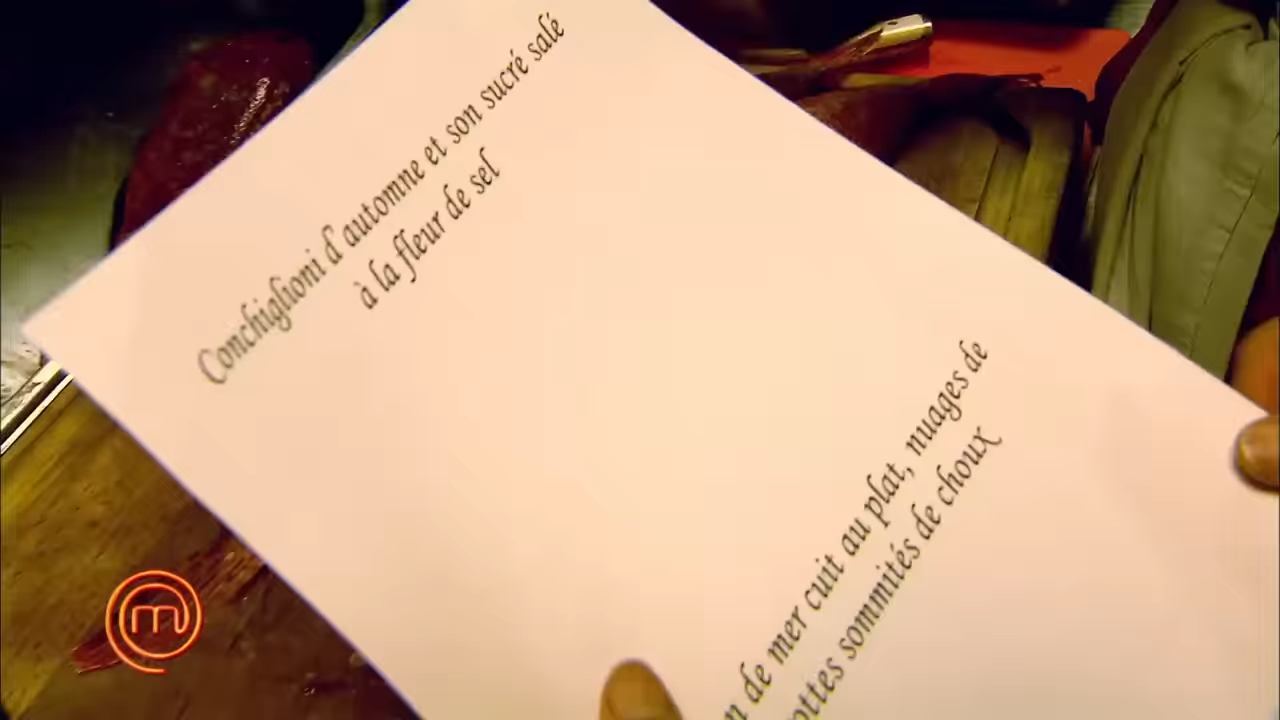 Conchiglioni d'automne et son sucré salé
à la fleur de sel
de mer cuit au plat, nuages de
sommités de choux